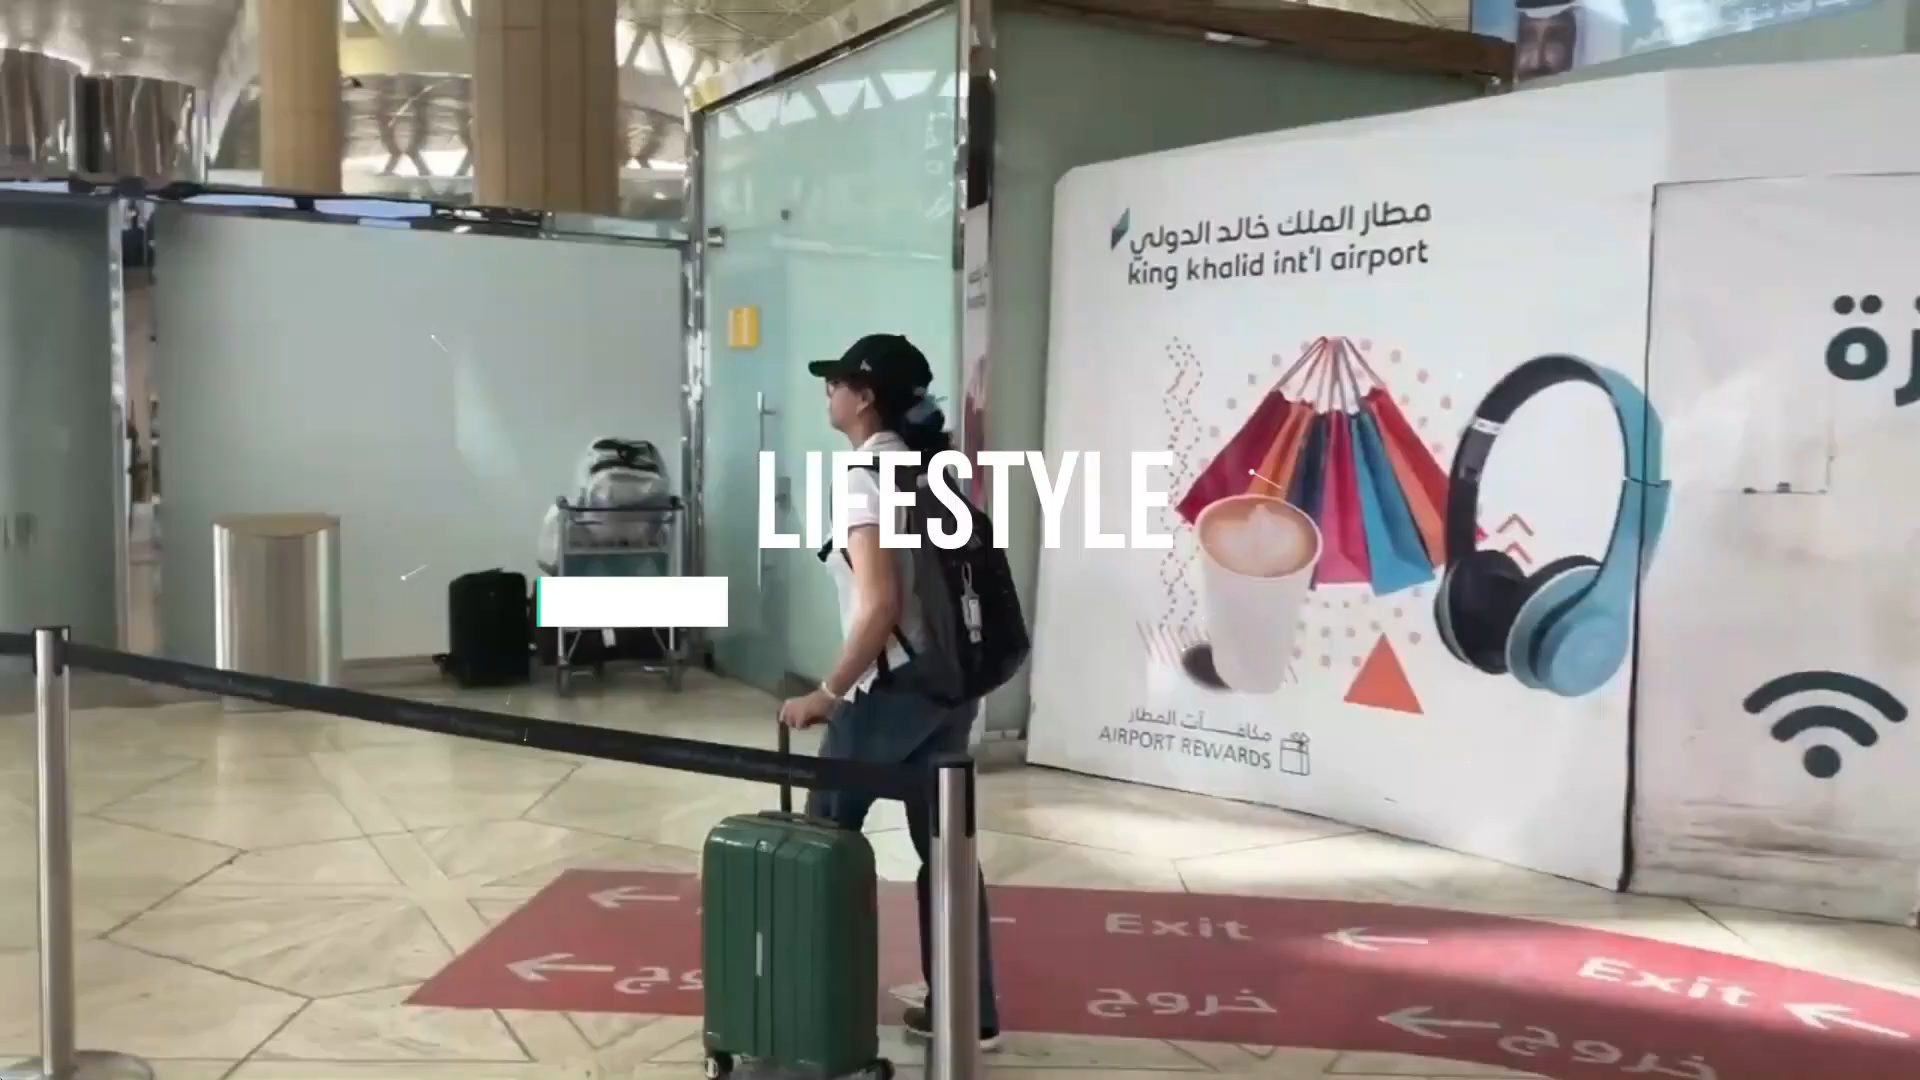 مطار الملك خالد الدولي
king khalid int'l airport
LIFESTYLE
مكافآت المطار
AIRPORT REWARDS
Exit
Exit
خروج
خروج